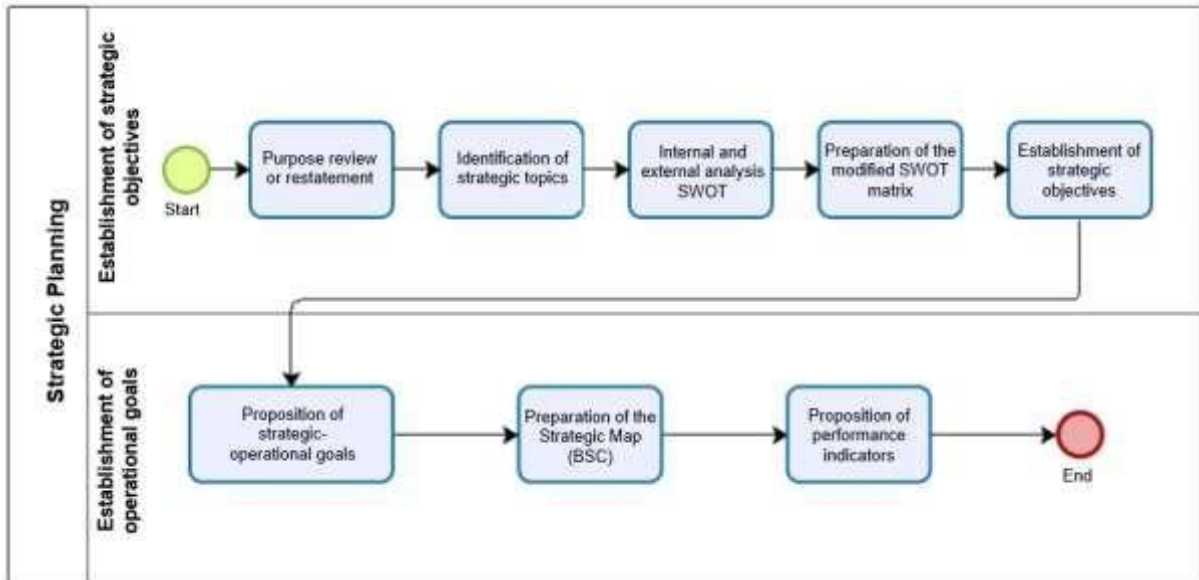 Strategic Planning
Establishment of strategic
objectives
Start
Purpose review
or restatement
Identification of
strategic topics
Internal and
external analysis
SWOT
Preparation of the
modified SWOT
matrix
Establishment of
strategic
objectives
Establishment of
operational goals
Proposition of
strategic-
operational goals
Preparation of the
Strategic Map
(BSC)
Proposition of
performance
indicators
End